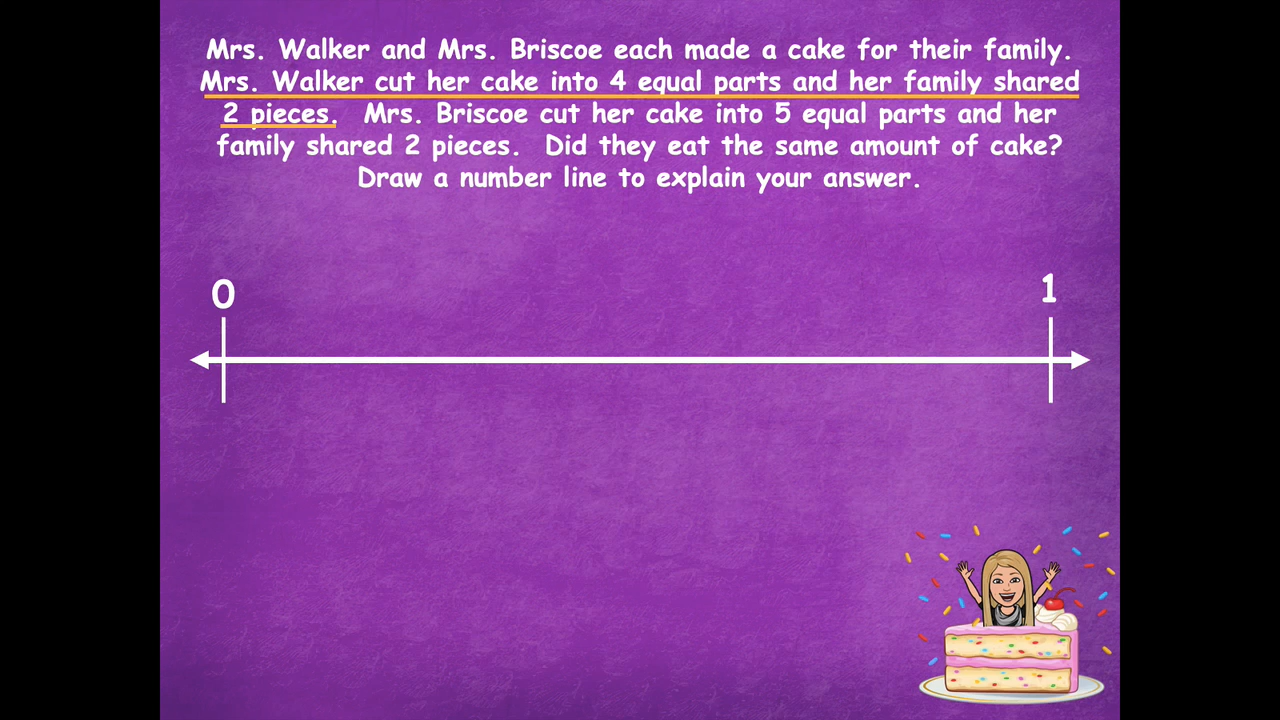 Mrs. Walker and Mrs. Briscoe each made a cake for their family.
Mrs. Walker cut her cake into 4 equal parts and her family shared
2 pieces. Mrs. Briscoe cut her cake into 5 equal parts and her
family shared 2 pieces. Did they eat the same amount of cake?
Draw a number line to explain your answer.
0 1